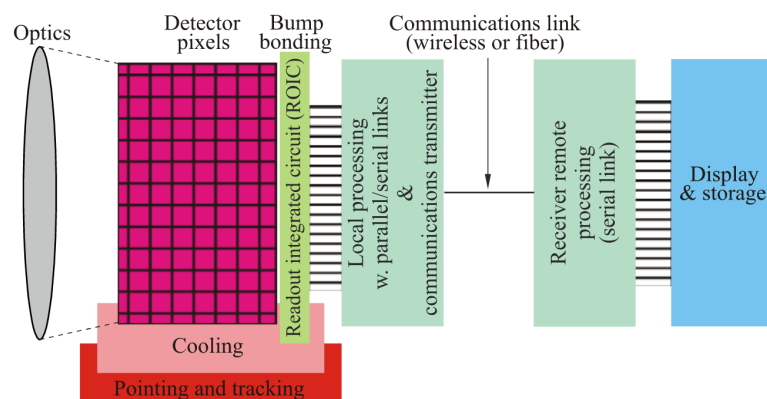 Optics
Detector
pixels
Bump
bonding
Communications link
(wireless or fiber)
Readout integrated circuit (ROIC)
Local processing
w. parallel/serial links
&
communications transmitter
Receiver remote
processing
(serial link)
Display
& storage
Cooling
Pointing and tracking